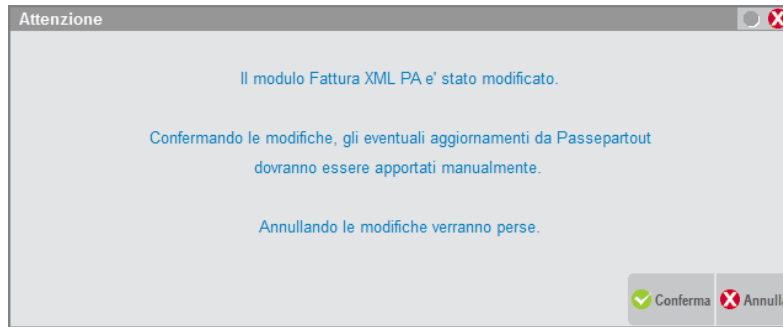 Attenzione
Il modulo Fattura XML PA e' stato modificato.
Confermando le modifiche, gli eventuali aggiornamenti da Passepartout
dovranno essere apportati manualmente.
Annullando le modifiche verranno perse.
Conferma Annulla